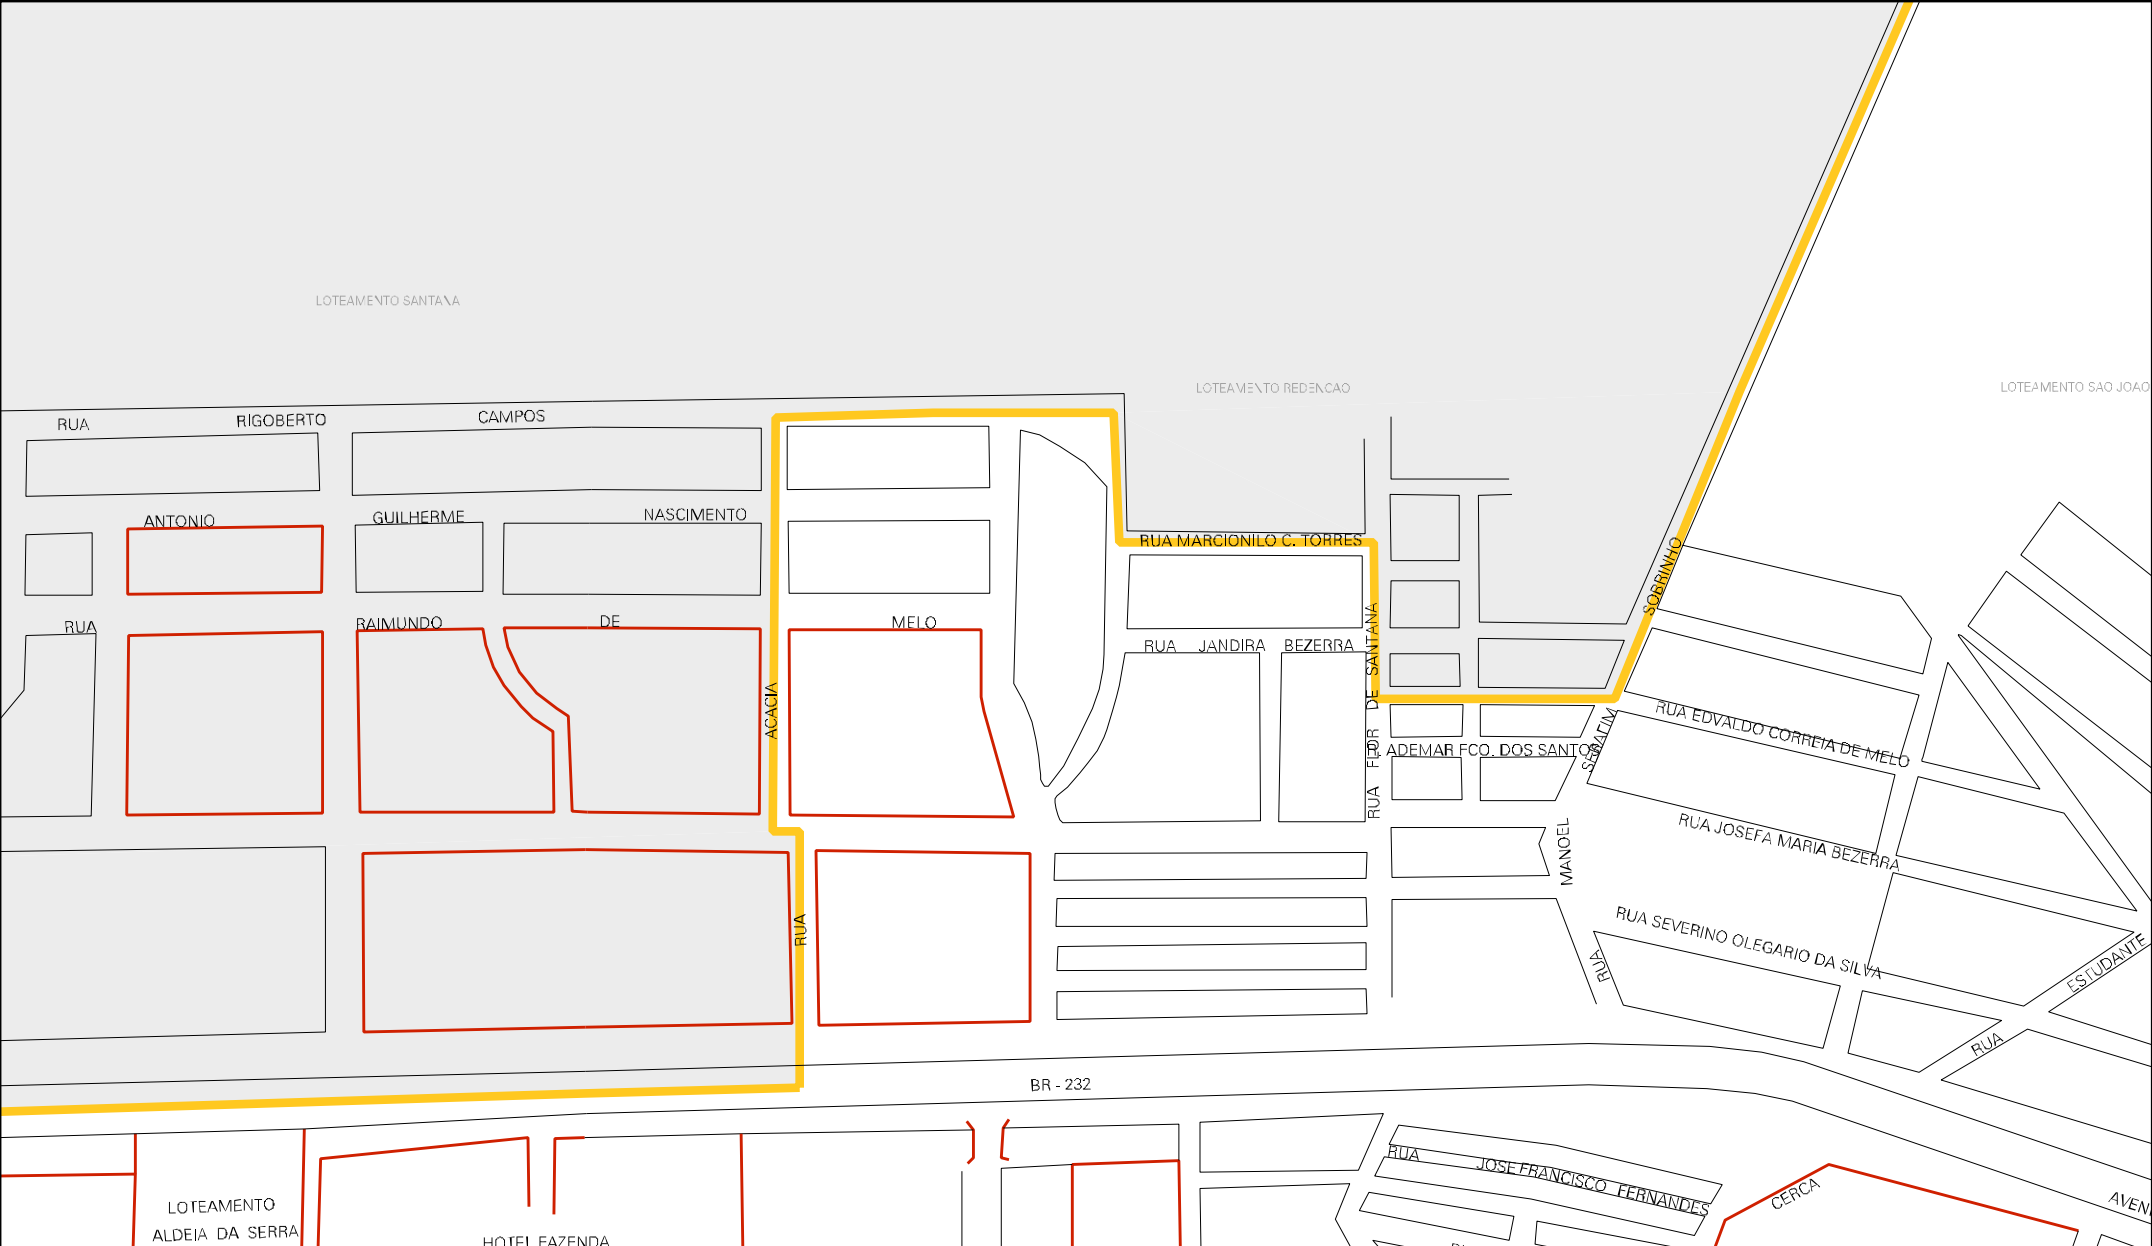 LOTEAMENTO SANTANA
LOTEAMENTO REDENCAO
LOTEAMENTO SAO JOAO
RUA RIGOBERTO CAMPOS
ANTONIO GUILHERME NASCIMENTO
RUA MARCIONILO C. TORRES
SOBRINHO
RUA RAIMUNDO DE MELO
RUA JANDIRA BEZERRA
RUA FLOR DE SANTANA
ACACIA
RUA EDVALDO CORREIA DE MELO
SERAFIM
R. ADEMAR FCO. DOS SANTOS
RUA JOSEFA MARIA BEZERRA
MANOEL
RUA
RUA SEVERINO OLEGARIO DA SILVA
RUA
ESTUDANTE
RUA
BR - 232
RUA JOSE FRANCISCO FERNANDES
CERCA
LOTEAMENTO
ALDEIA DA SERRA
HOTEL FAZENDA